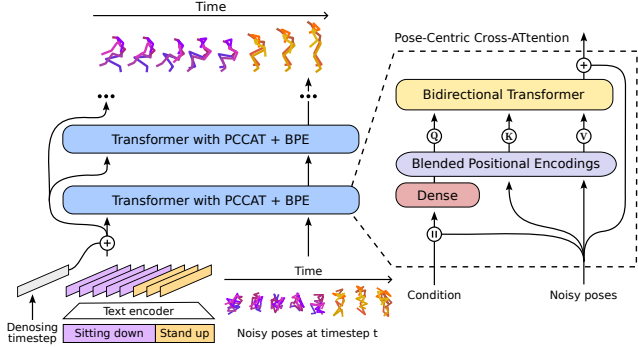 Time
Pose-Centric Cross-ATtention
+
Bidirectional Transformer
•••
•••
Q
K
V
Transformer with PCCAT + BPE
Blended Positional Encodings
Dense
Transformer with PCCAT + BPE
=
+
Time
Condition
Noisy poses
Text encoder
Denosing
timestep
Sitting down
Stand up
Noisy poses at timestep t